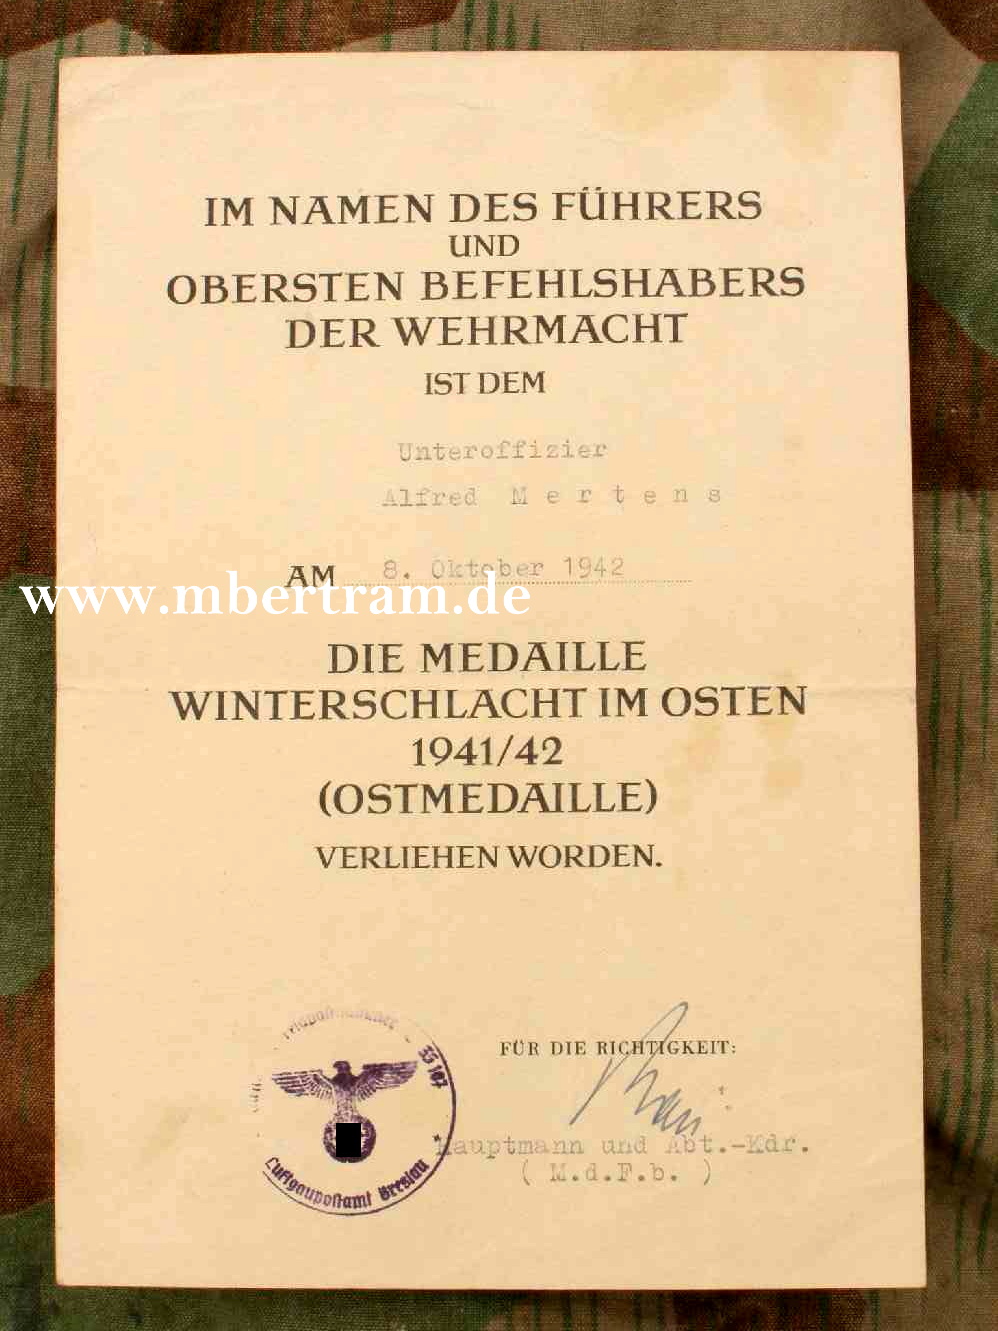 IM NAMEN DES FÜHRERS
UND
OBERSTEN BEFEHLSHABERS
DER WEHRMACHT
IST DEM
Unteroffizier
Alfred M e r t e n s
AM 8. Oktober 1942
www.mbertram.de
DIE MEDAILLE
WINTERSCHLACHT IM OSTEN
1941/42
(OSTMEDAILLE)
VERLIEHEN WORDEN.
FÜR DIE RICHTIGKEIT:
Hauptmann und Abt.-Kdr.
( M.d.F.b. )
Luftgaupostamt Breslau